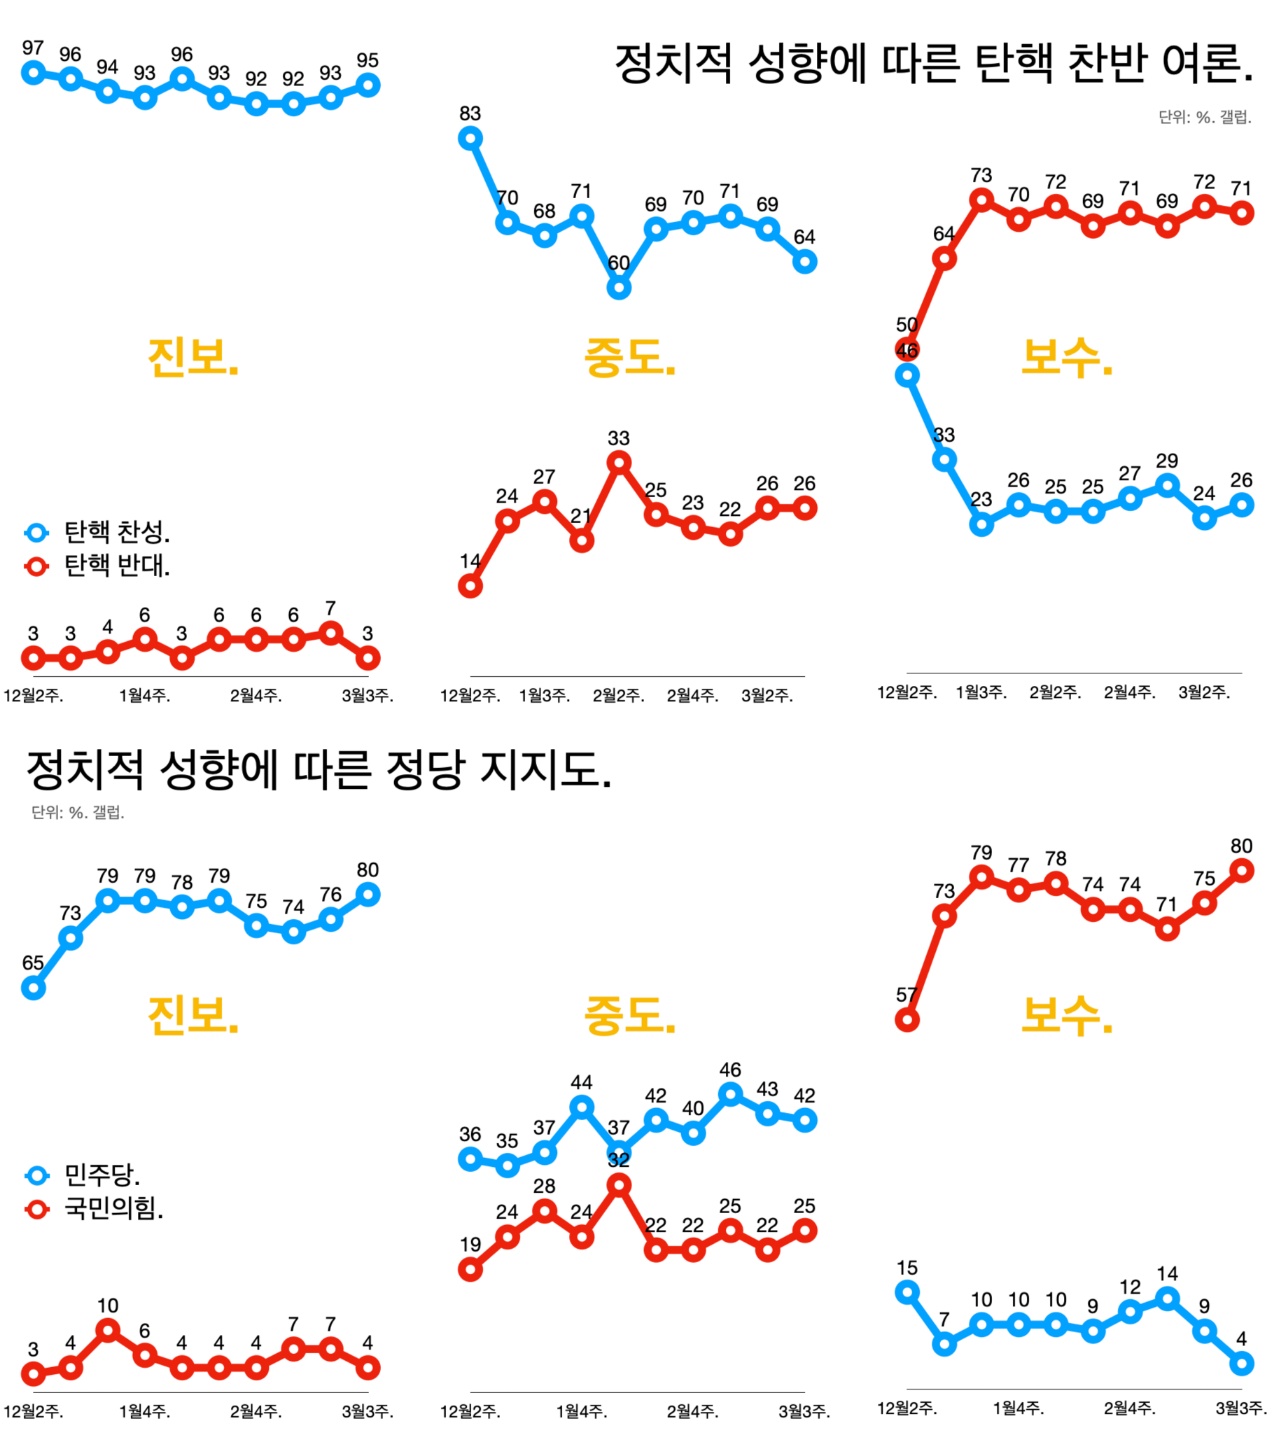 정치적 성향에 따른 탄핵 찬반 여론.
단위: %. 갤럽.
97 96 94 93 96 93 92 92 93 95
진보.
탄핵 찬성.
탄핵 반대.
3 3 4 6 3 6 6 6 7 3
12월2주. 1월4주. 2월4주. 3월3주.
83 70 68 71 60 69 70 71 69 64
중도.
14 24 27 21 33 25 23 22 26 26
12월2주. 1월3주. 2월2주. 2월4주. 3월2주.
50 64 73 70 72 69 71 69 72 71
보수.
46 33 23 26 25 25 27 29 24 26
12월2주. 1월3주. 2월2주. 2월4주. 3월2주.
정치적 성향에 따른 정당 지지도.
단위: %. 갤럽.
65 73 79 79 78 79 75 74 76 80
진보.
민주당.
국민의힘.
3 4 10 6 4 4 4 7 7 4
12월2주. 1월4주. 2월4주. 3월3주.
중도.
36 35 37 44 37 42 40 46 43 42
19 24 28 24 32 22 22 25 22 25
12월2주. 1월4주. 2월4주. 3월3주.
57 73 79 77 78 74 74 71 75 80
보수.
15 7 10 10 10 9 12 14 9 4
12월2주. 1월4주. 2월4주. 3월3주.